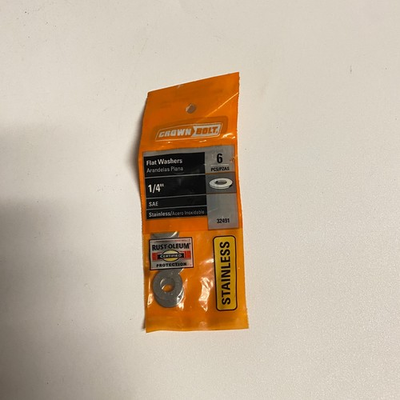 CROWN BOLT
Flat Washers
Arandelas Plana
6
PCS/PZAS
1/4"
SAE
Stainless/Acero Inoxidable
32491
RUST-OLEUM
CERTIFIED
PROTECTION
STAINLESS